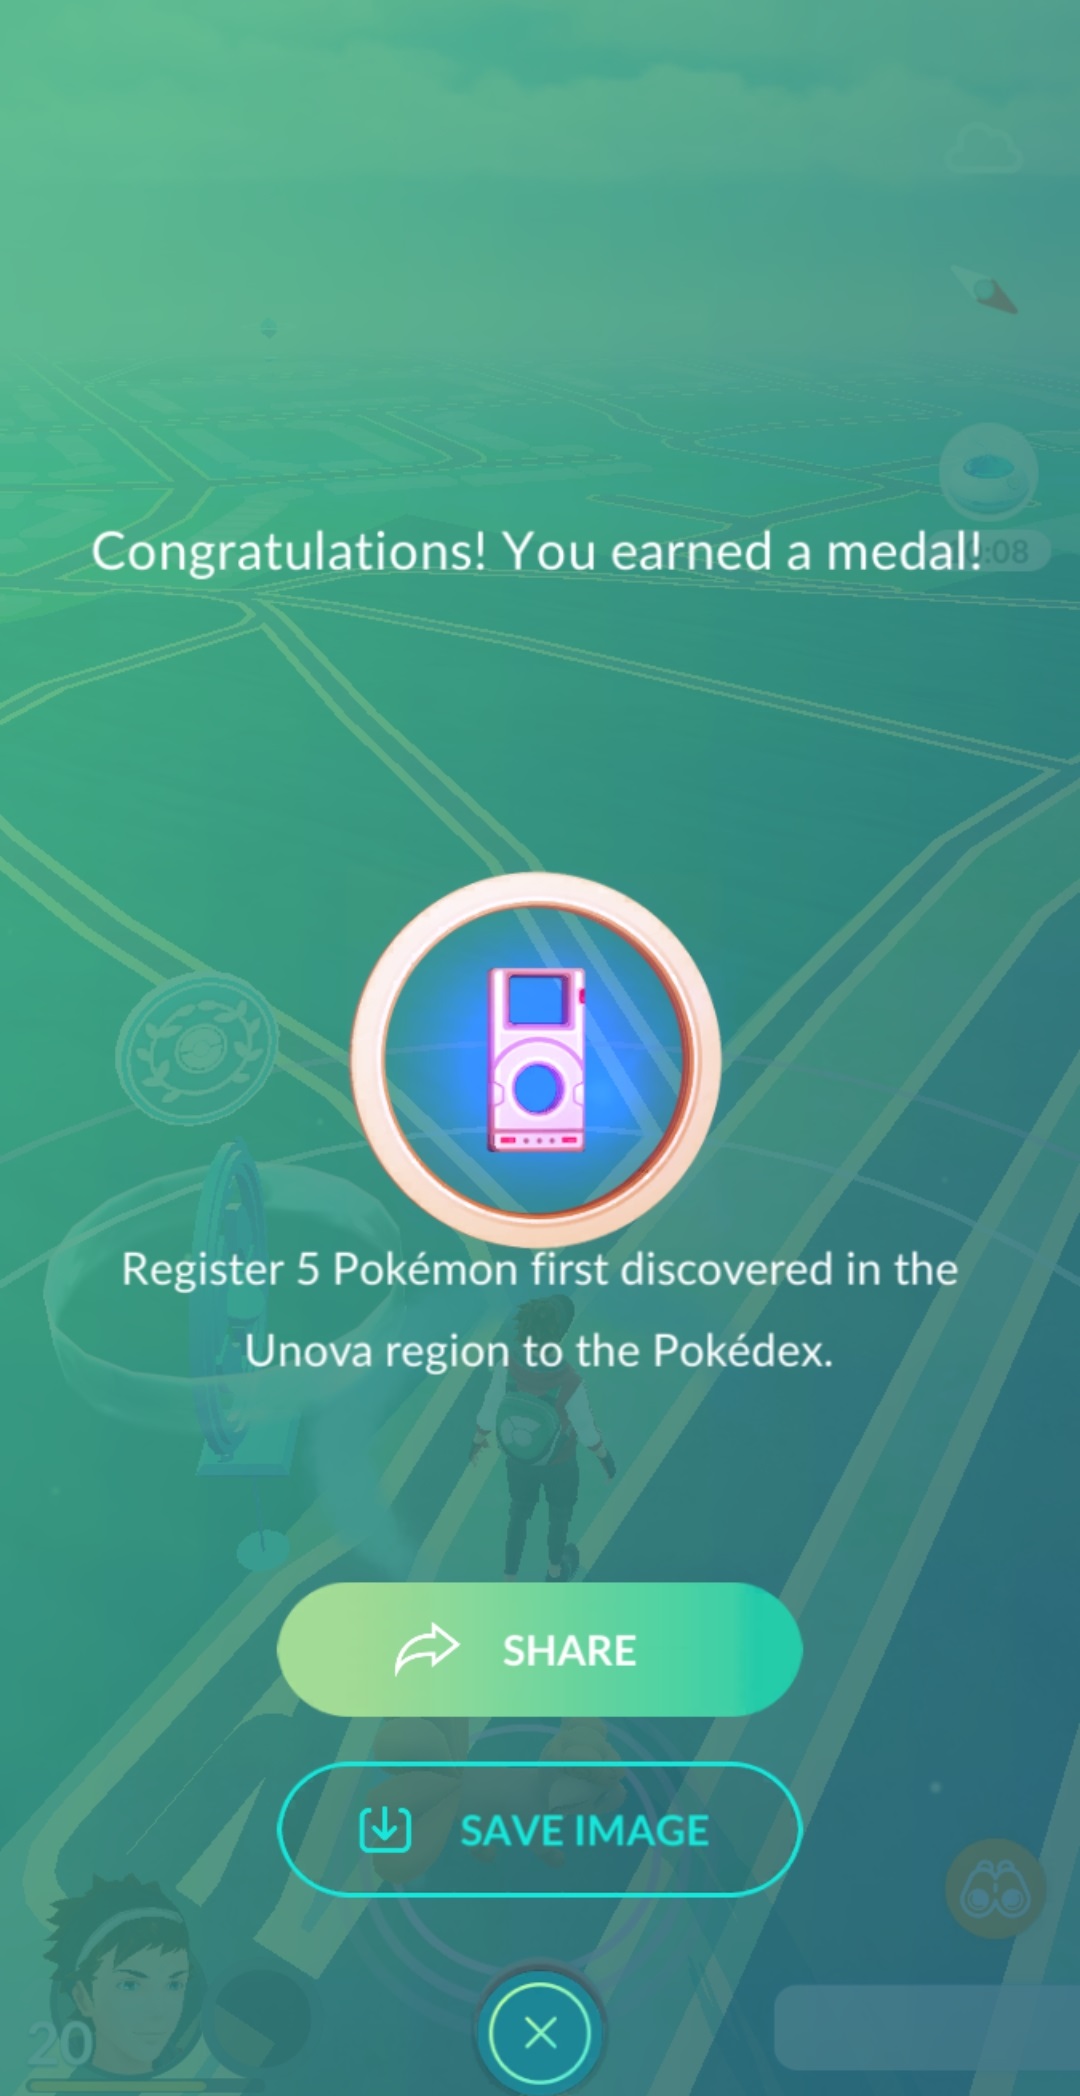 Congratulations! You earned a medal!
:08
Register 5 Pokémon first discovered in the
Unova region to the Pokédex.
SHARE
SAVE IMAGE
20